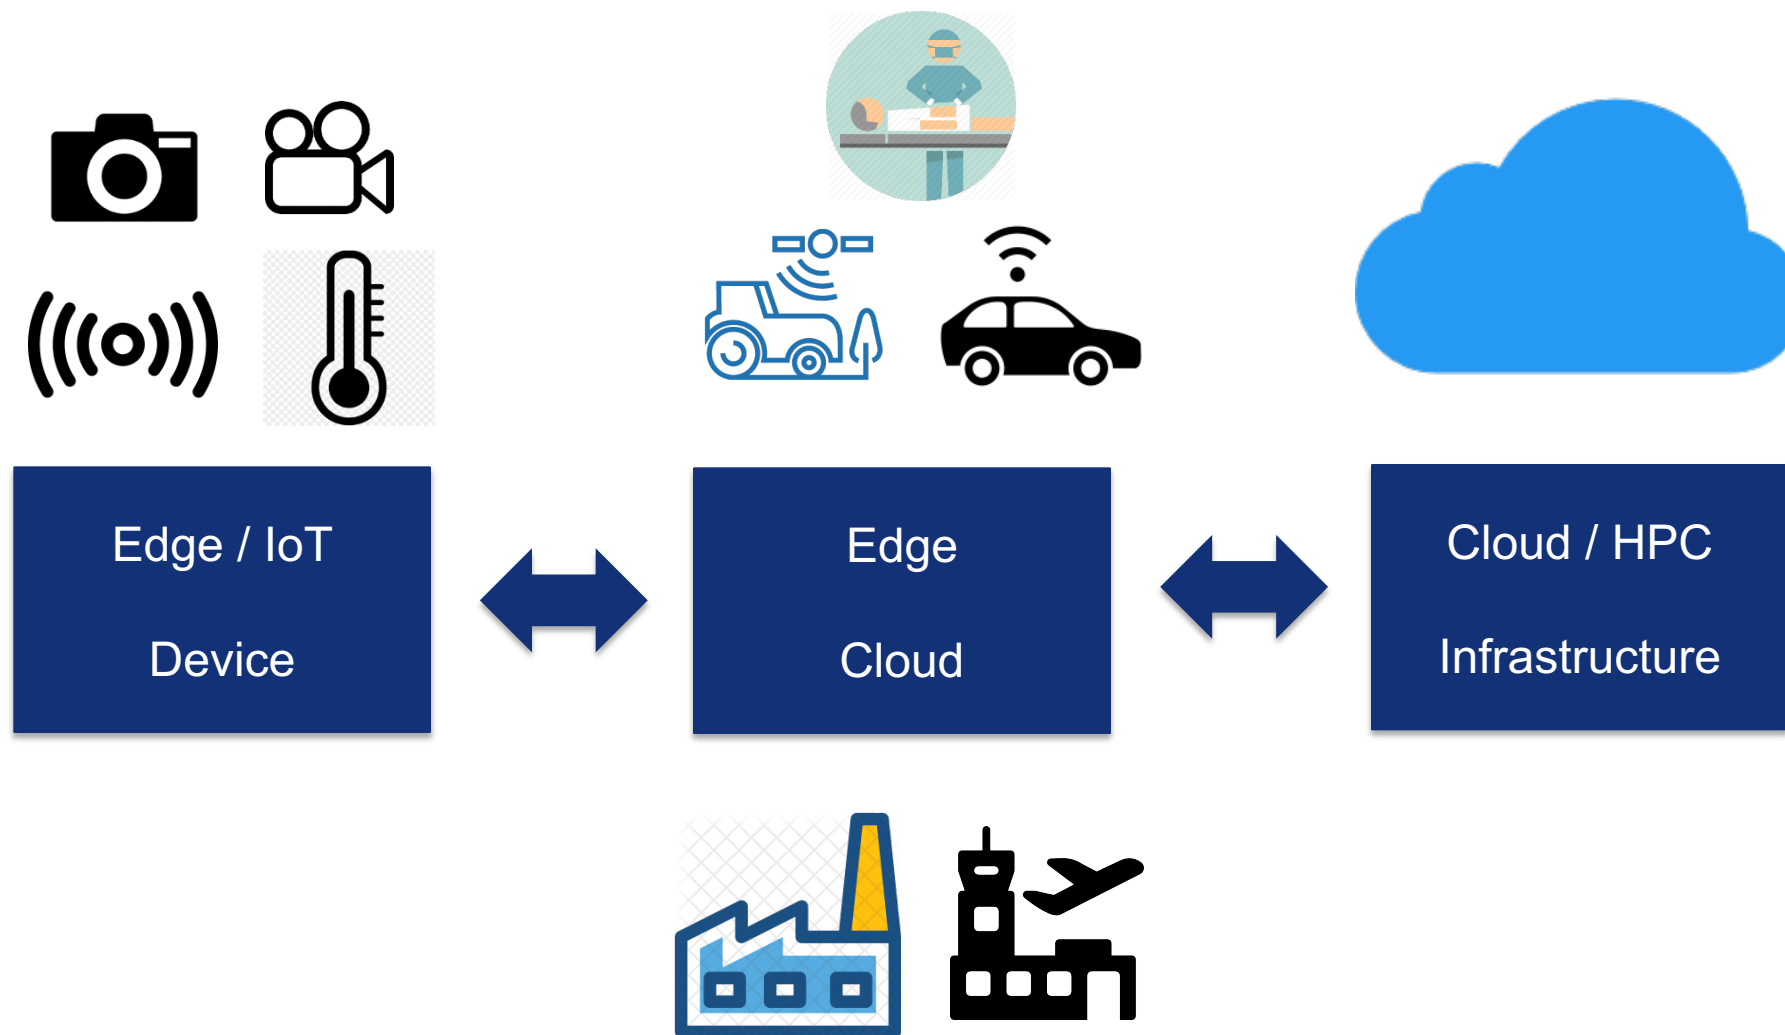 Edge / IoT
Device
Edge
Cloud
Cloud / HPC
Infrastructure